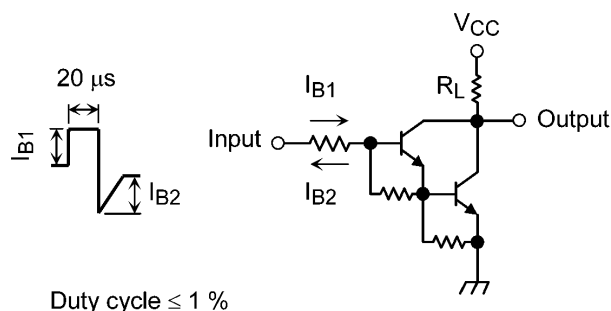 20 μs
I_B1
I_B2
Duty cycle ≤ 1 %
Input
I_B1
I_B2
V_CC
R_L
Output